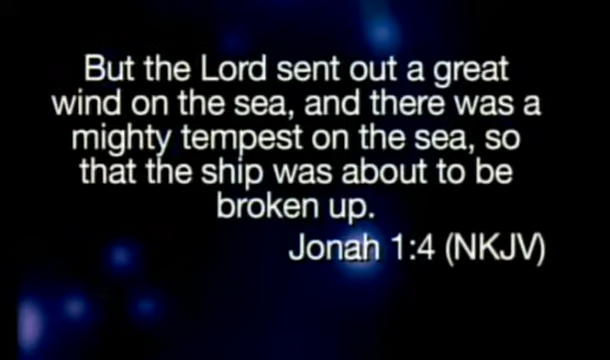 But the Lord sent out a great
wind on the sea, and there was a
mighty tempest on the sea, so
that the ship was about to be
broken up.
Jonah 1:4 (NKJV)